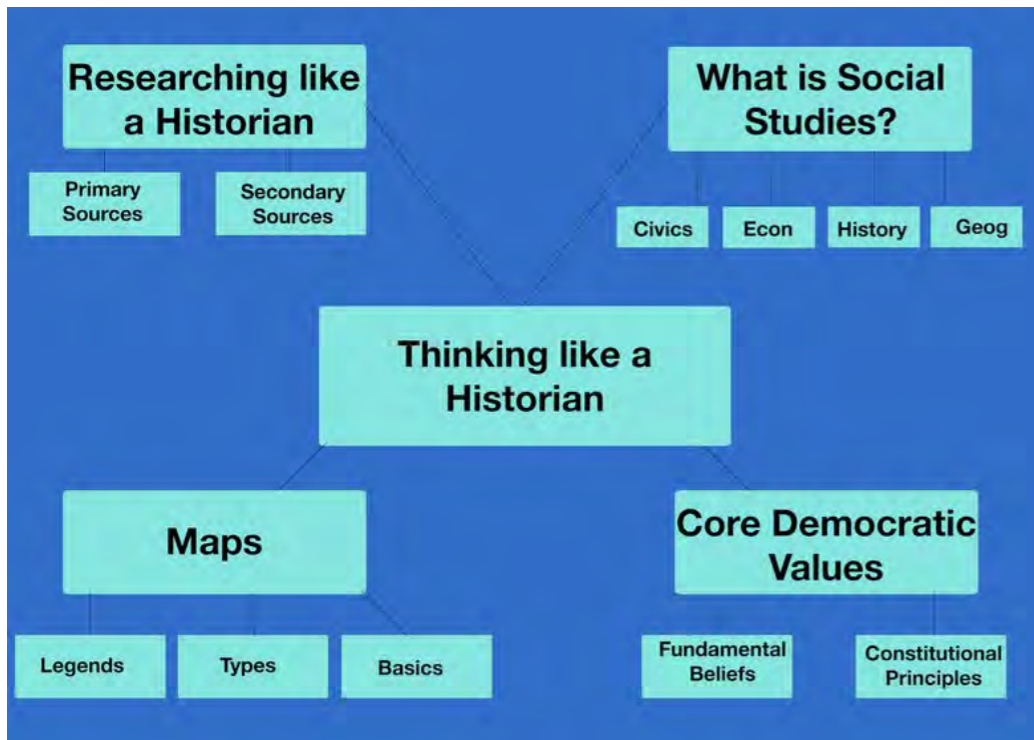 Researching like
a Historian
Primary
Sources
Secondary
Sources
What is Social
Studies?
Civics
Econ
History
Geog
Thinking like a
Historian
Maps
Legends
Types
Basics
Core Democratic
Values
Fundamental
Beliefs
Constitutional
Principles